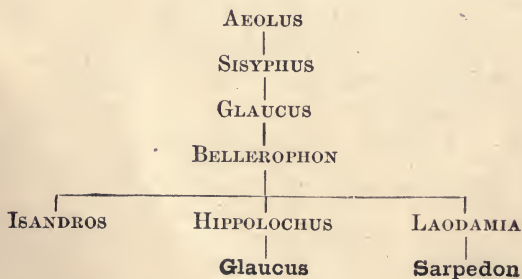 AEOLUS
SISYPHUS
GLAUCUS
BELLEROPHON
ISANDROS HIPPOLOCHUS LAODAMIA
Glaucus Sarpedon